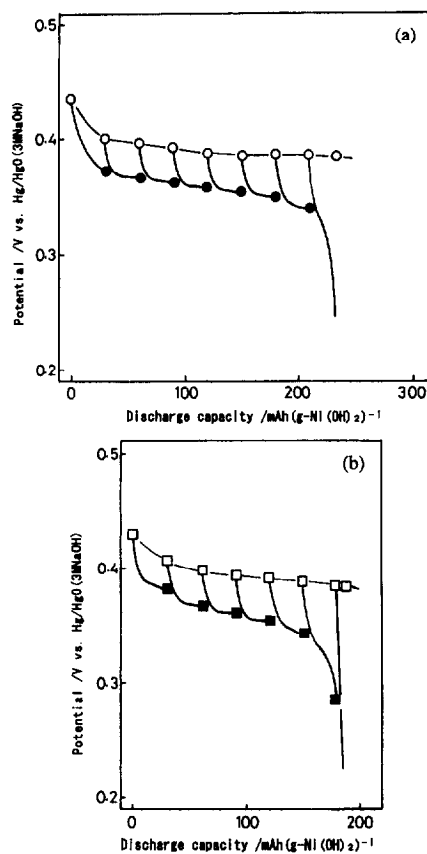 (a)
0.5
0.4
0.3
0.2
Potential /V vs. Hg/HgO(3MNaOH)
0 100 200 300
Discharge capacity /mAh(g-Ni(OH)₂)⁻¹
(b)
0.5
0.4
0.3
0.2
Potential /V vs. Hg/HgO(3MNaOH)
0 100 200
Discharge capacity /mAh(g-Ni(OH)₂)⁻¹